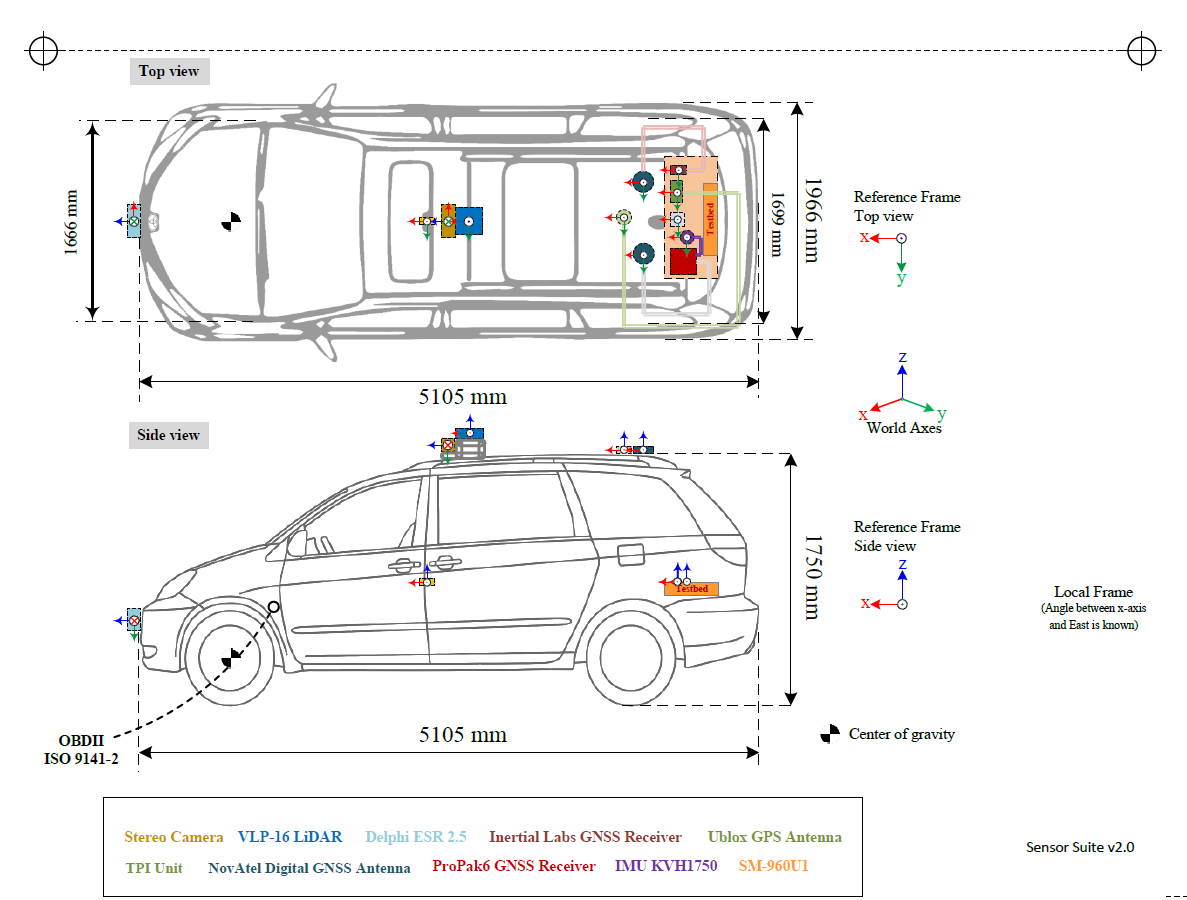 Top view
1666 mm
Testbed
1699 mm
1966 mm
5105 mm
Reference Frame
Top view
x
y
z
x
y
World Axes
Side view
Testbed
1750 mm
Reference Frame
Side view
z
x
Local Frame
(Angle between x-axis
and East is known)
OBDII
ISO 9141-2
5105 mm
Center of gravity
Stereo Camera VLP-16 LiDAR Delphi ESR 2.5 Inertial Labs GNSS Receiver Ublox GPS Antenna
TPI Unit NovAtel Digital GNSS Antenna ProPak6 GNSS Receiver IMU KVH1750 SM-960U1
Sensor Suite v2.0